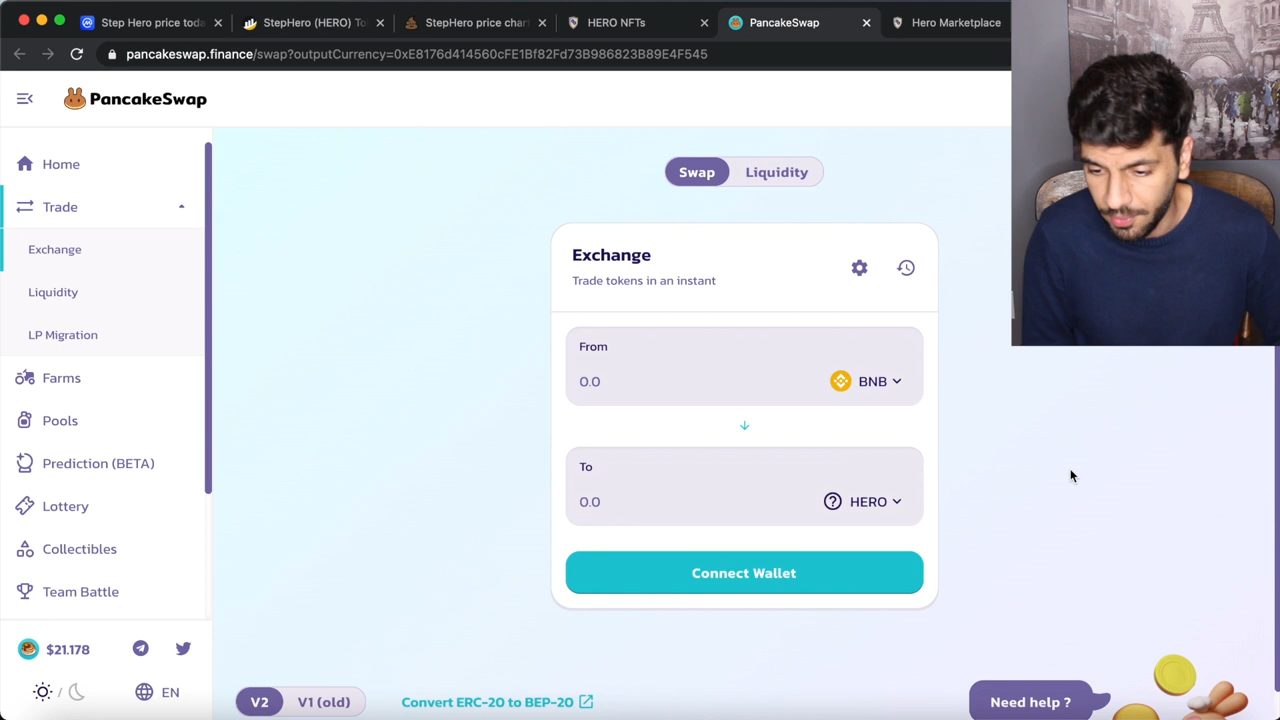 Step Hero price toda
StepHero (HERO) To
StepHero price, mar
HERO NFTs
PancakeSwap
Hero Marketplace
pancakeswap.finance/swap?outputCurrency=0xE8176d414560cFE1Bf82Fd73B986823B89E4F545
PancakeSwap
Home
Trade
Exchange
Liquidity
LP Migration
Farms
Pools
Prediction (BETA)
Lottery
Collectibles
Team Battle
$21.178
EN
Swap
Liquidity
Exchange
Trade tokens in an instant
From
0.0
BNB
To
0.0
HERO
Connect Wallet
V2
V1 (old)
Convert ERC-20 to BEP-20
Need help ?